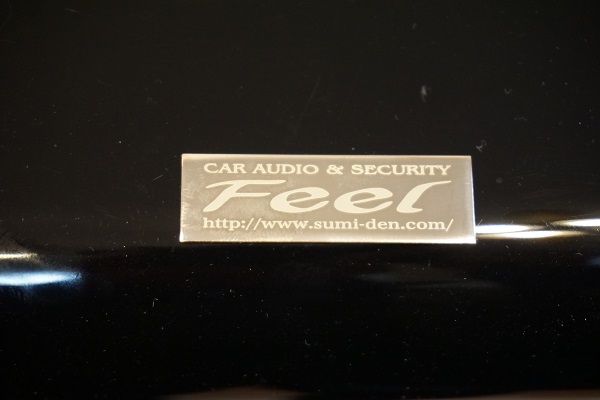 CAR AUDIO & SECURITY
Feel
http://www.sumi-den.com/